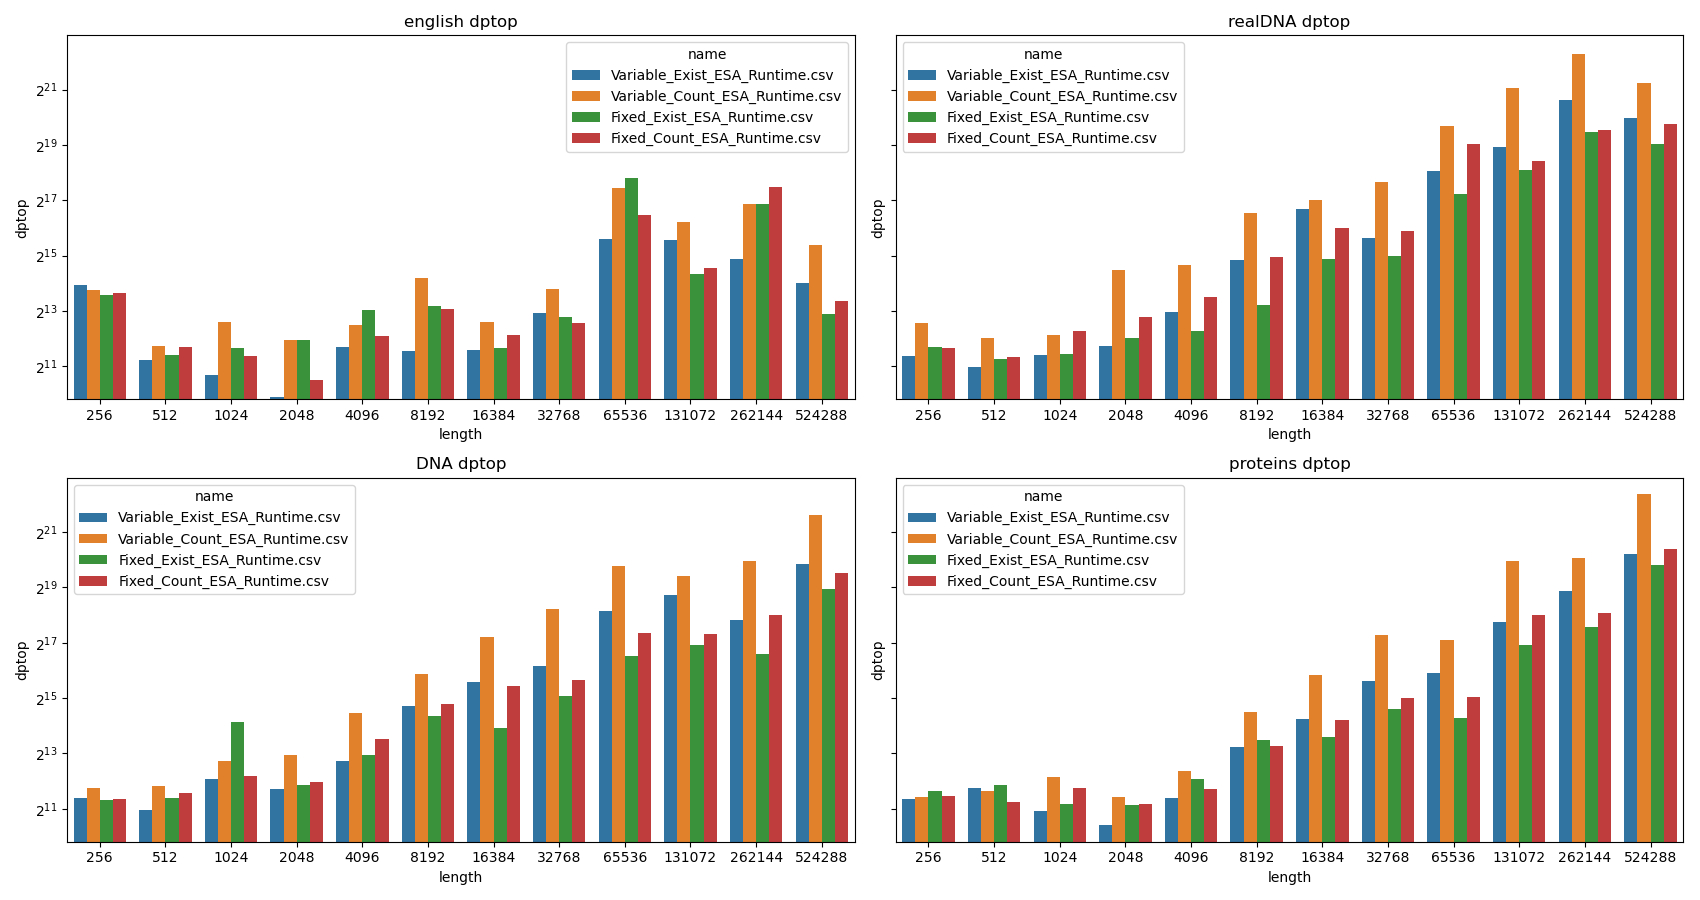 english dptop
name
Variable_Exist_ESA_Runtime.csv
Variable_Count_ESA_Runtime.csv
Fixed_Exist_ESA_Runtime.csv
Fixed_Count_ESA_Runtime.csv
2^21
2^19
2^17
2^15
2^13
2^11
dptop
256 512 1024 2048 4096 8192 16384 32768 65536 131072 262144 524288
length
realDNA dptop
name
Variable_Exist_ESA_Runtime.csv
Variable_Count_ESA_Runtime.csv
Fixed_Exist_ESA_Runtime.csv
Fixed_Count_ESA_Runtime.csv
dptop
256 512 1024 2048 4096 8192 16384 32768 65536 131072 262144 524288
length
DNA dptop
name
Variable_Exist_ESA_Runtime.csv
Variable_Count_ESA_Runtime.csv
Fixed_Exist_ESA_Runtime.csv
Fixed_Count_ESA_Runtime.csv
2^21
2^19
2^17
2^15
2^13
2^11
dptop
256 512 1024 2048 4096 8192 16384 32768 65536 131072 262144 524288
length
proteins dptop
name
Variable_Exist_ESA_Runtime.csv
Variable_Count_ESA_Runtime.csv
Fixed_Exist_ESA_Runtime.csv
Fixed_Count_ESA_Runtime.csv
dptop
256 512 1024 2048 4096 8192 16384 32768 65536 131072 262144 524288
length